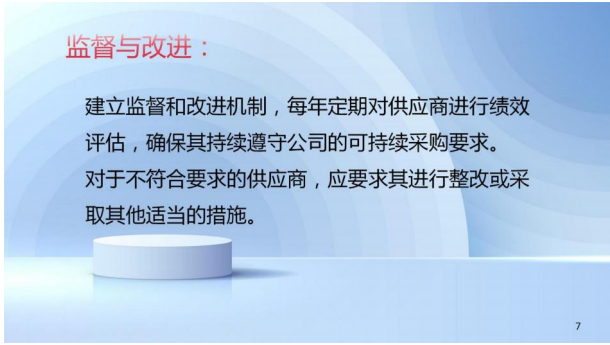 监督与改进：
建立监督和改进机制，每年定期对供应商进行绩效
评估，确保其持续遵守公司的可持续采购要求。
对于不符合要求的供应商，应要求其进行整改或采
取其他适当的措施。
7